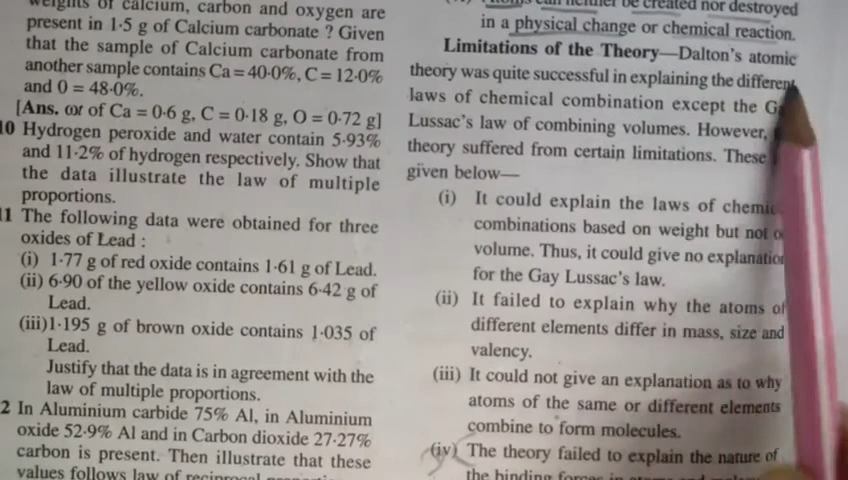 weights of calcium, carbon and oxygen are
present in 1·5 g of Calcium carbonate ? Given
that the sample of Calcium carbonate from
another sample contains Ca = 40·0%, C = 12·0%
and 0 = 48·0%.
[Ans. ωt of Ca = 0·6 g, C = 0·18 g, O = 0·72 g]
10 Hydrogen peroxide and water contain 5·93%
and 11·2% of hydrogen respectively. Show that
the data illustrate the law of multiple
proportions.
11 The following data were obtained for three
oxides of Lead :
(i) 1·77 g of red oxide contains 1·61 g of Lead.
(ii) 6·90 of the yellow oxide contains 6·42 g of
Lead.
(iii)1·195 g of brown oxide contains 1·035 of
Lead.
Justify that the data is in agreement with the
law of multiple proportions.
2 In Aluminium carbide 75% Al, in Aluminium
oxide 52·9% Al and in Carbon dioxide 27·27%
carbon is present. Then illustrate that these
values follows law of reciprocal
can neither be created nor destroyed
in a physical change or chemical reaction.
Limitations of the Theory—Dalton's atomic
theory was quite successful in explaining the different
laws of chemical combination except the
Lussac's law of combining volumes. However,
theory suffered from certain limitations. These
given below—
(i) It could explain the laws of
combinations based on weight but not
volume. Thus, it could give no explanation
for the Gay Lussac's law.
(ii) It failed to explain why the atoms of
different elements differ in mass, size and
valency.
(iii) It could not give an explanation as to why
atoms of the same or different elements
combine to form molecules.
(iv) The theory failed to explain the nature of
the binding forces in